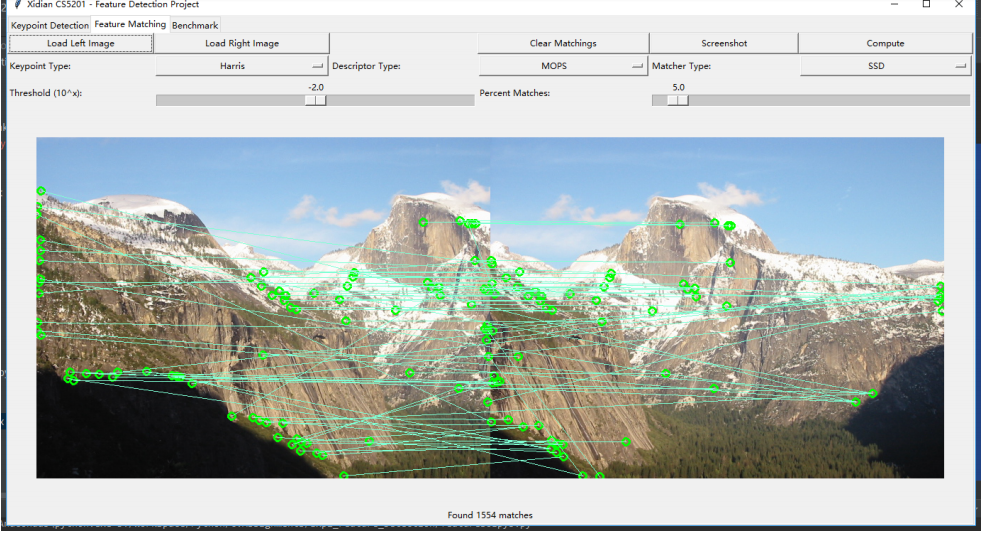 Xidian CS5201 - Feature Detection Project
Keypoint Detection Feature Matching Benchmark
Load Left Image Load Right Image Clear Matchings Screenshot Compute
Keypoint Type: Harris Descriptor Type: MOPS Matcher Type: SSD
-2.0 5.0
Threshold (10^x): Percent Matches:
Found 1554 matches